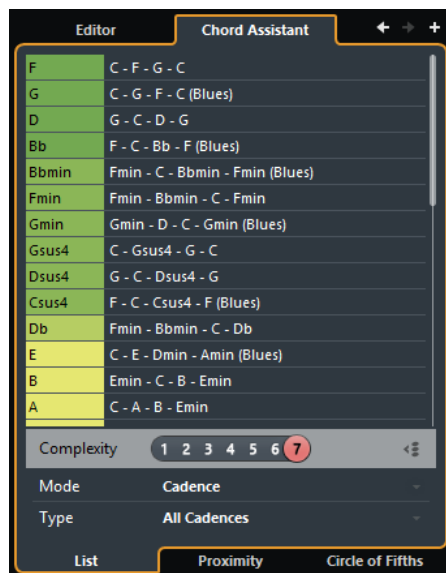 Editor Chord Assistant
F C - F - G - C
G C - G - F - C (Blues)
D G - C - D - G
Bb F - C - Bb - F (Blues)
Bbmin Fmin - C - Bbmin - Fmin (Blues)
Fmin Fmin - Bbmin - C - Fmin
Gmin Gmin - D - C - Gmin (Blues)
Gsus4 C - Gsus4 - G - C
Dsus4 G - C - Dsus4 - G
Csus4 F - C - Csus4 - F (Blues)
Db Fmin - Bbmin - C - Db
E C - E - Dmin - Amin (Blues)
B Emin - C - B - Emin
A C - A - B - Emin
Complexity 1 2 3 4 5 6 7
Mode Cadence
Type All Cadences
List Proximity Circle of Fifths